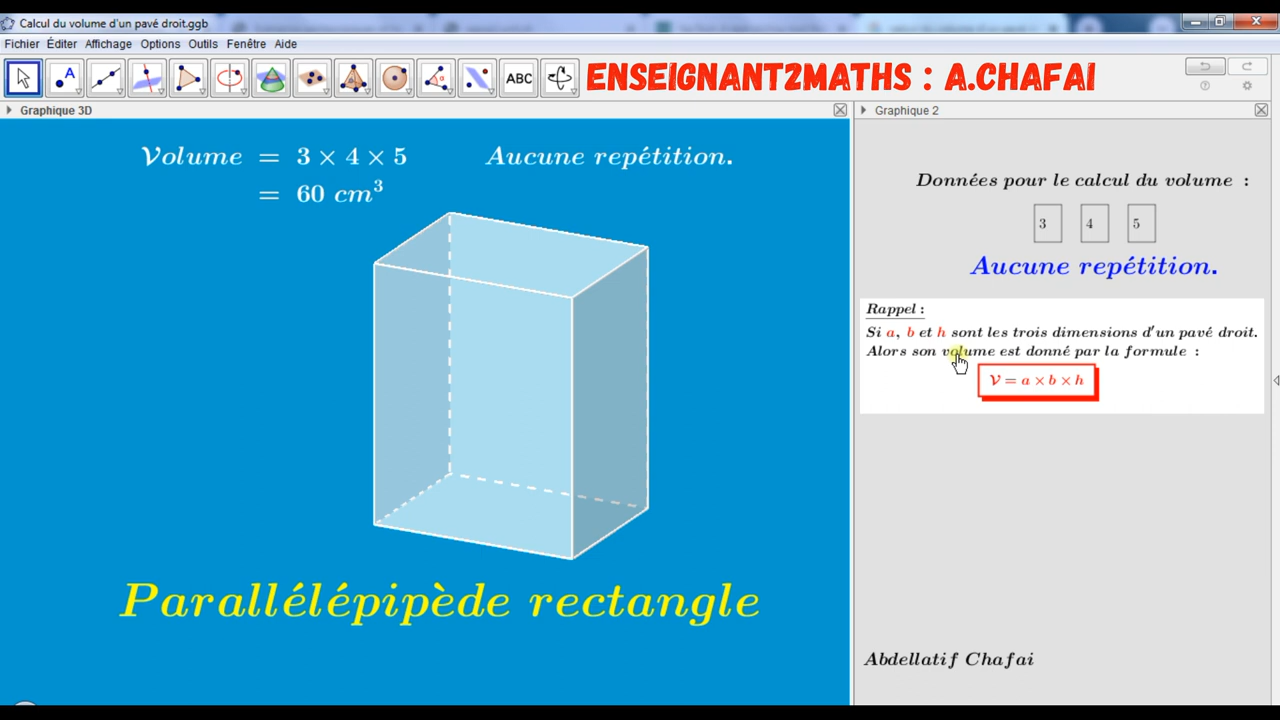 Calcul du volume d'un pavé droit.ggb
Fichier Éditer Affichage Options Outils Fenêtre Aide
A
ABC
ENSEIGNANT2MATHS : A.CHAFAI
Graphique 3D
Volume = 3 × 4 × 5
= 60 cm³
Aucune repétition.
Parallélépipède rectangle
Graphique 2
Données pour le calcul du volume :
3 4 5
Aucune repétition.
Rappel :
Si a, b et h sont les trois dimensions d'un pavé droit.
Alors son volume est donné par la formule :
V = a × b × h
Abdellatif Chafai